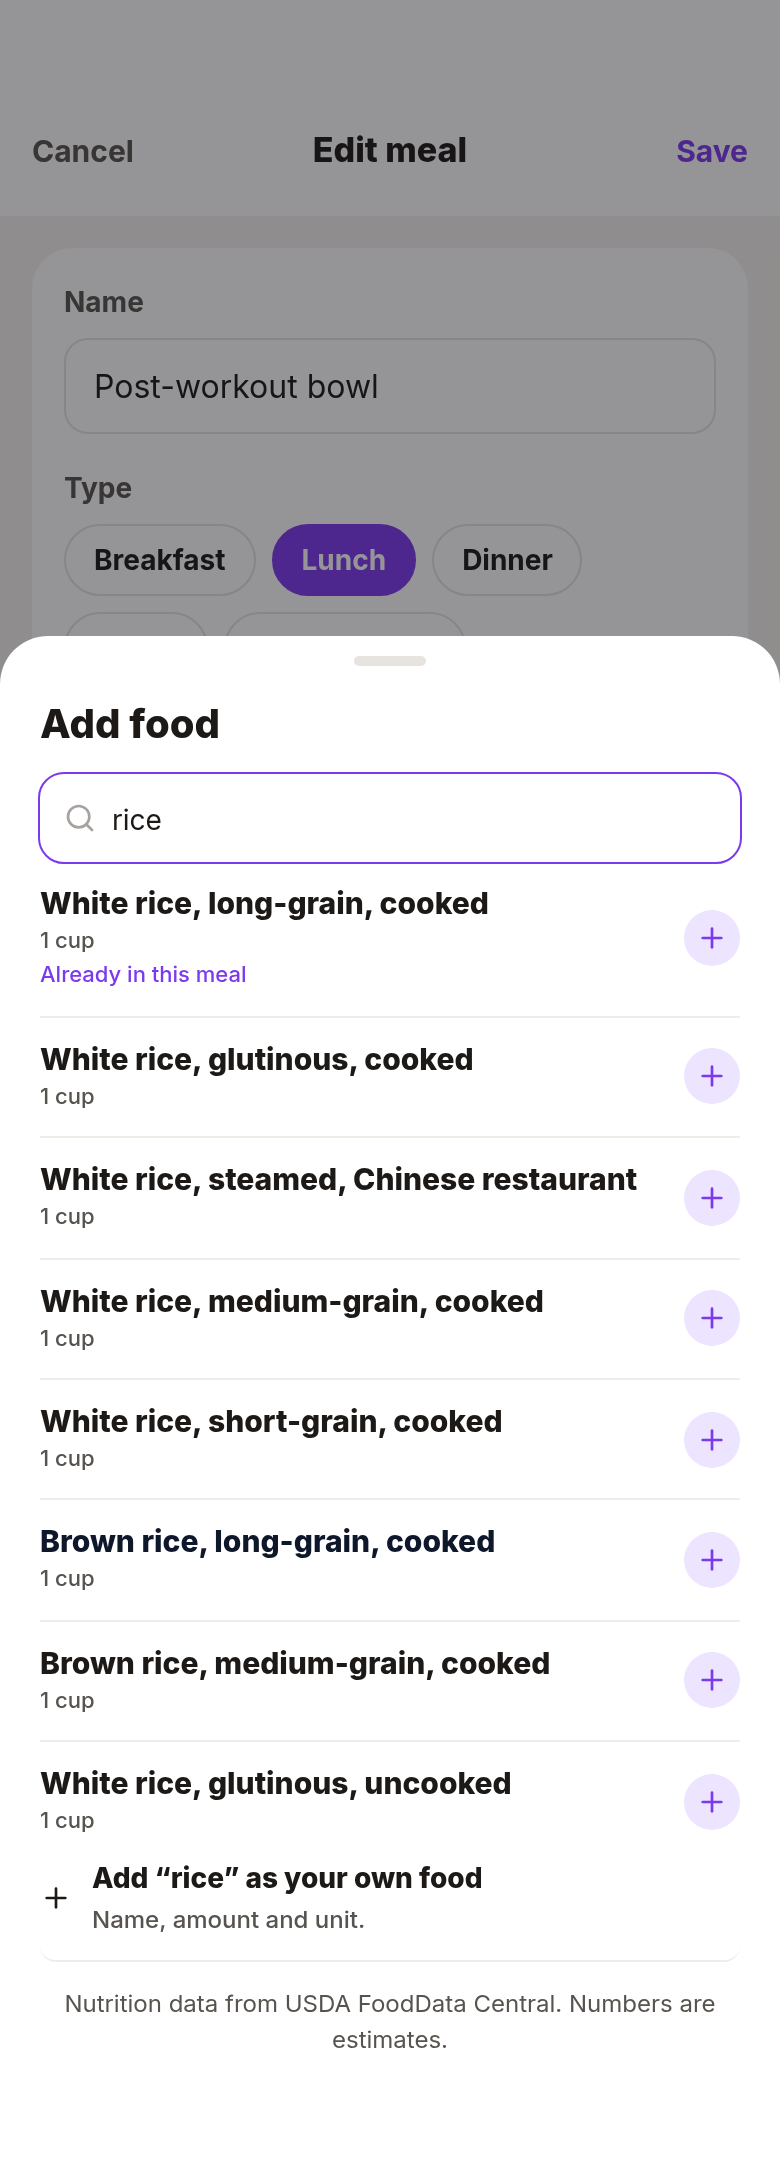 Cancel
Edit meal
Save
Name
Post-workout bowl
Type
Breakfast
Lunch
Dinner
Add food
rice
White rice, long-grain, cooked
1 cup
Already in this meal
White rice, glutinous, cooked
1 cup
White rice, steamed, Chinese restaurant
1 cup
White rice, medium-grain, cooked
1 cup
White rice, short-grain, cooked
1 cup
Brown rice, long-grain, cooked
1 cup
Brown rice, medium-grain, cooked
1 cup
White rice, glutinous, uncooked
1 cup
Add “rice” as your own food
Name, amount and unit.
Nutrition data from USDA FoodData Central. Numbers are
estimates.